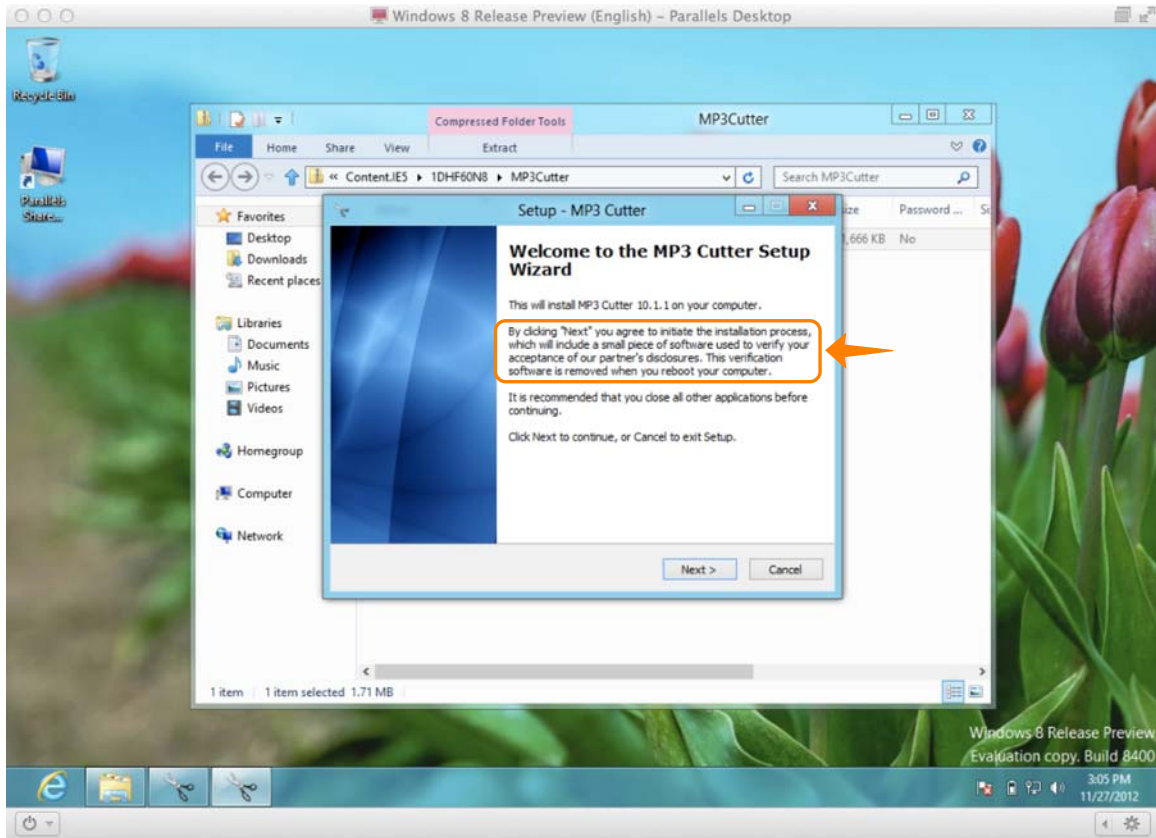 Windows 8 Release Preview (English) – Parallels Desktop
Recycle Bin
Parallels
Share...
Compressed Folder Tools
MP3Cutter
File Home Share View Extract
« Content.IE5 ▸ 1DHF60N8 ▸ MP3Cutter
Search MP3Cutter
Favorites
Desktop
Downloads
Recent places
Libraries
Documents
Music
Pictures
Videos
Homegroup
Computer
Network
size Password ...
1,666 KB No
Setup - MP3 Cutter
Welcome to the MP3 Cutter Setup
Wizard
This will install MP3 Cutter 10.1.1 on your computer.
By clicking "Next" you agree to initiate the installation process,
which will include a small piece of software used to verify your
acceptance of our partner's disclosures. This verification
software is removed when you reboot your computer.
It is recommended that you close all other applications before
continuing.
Click Next to continue, or Cancel to exit Setup.
Next > Cancel
1 item 1 item selected 1.71 MB
Windows 8 Release Preview
Evaluation copy. Build 8400
3:05 PM
11/27/2012